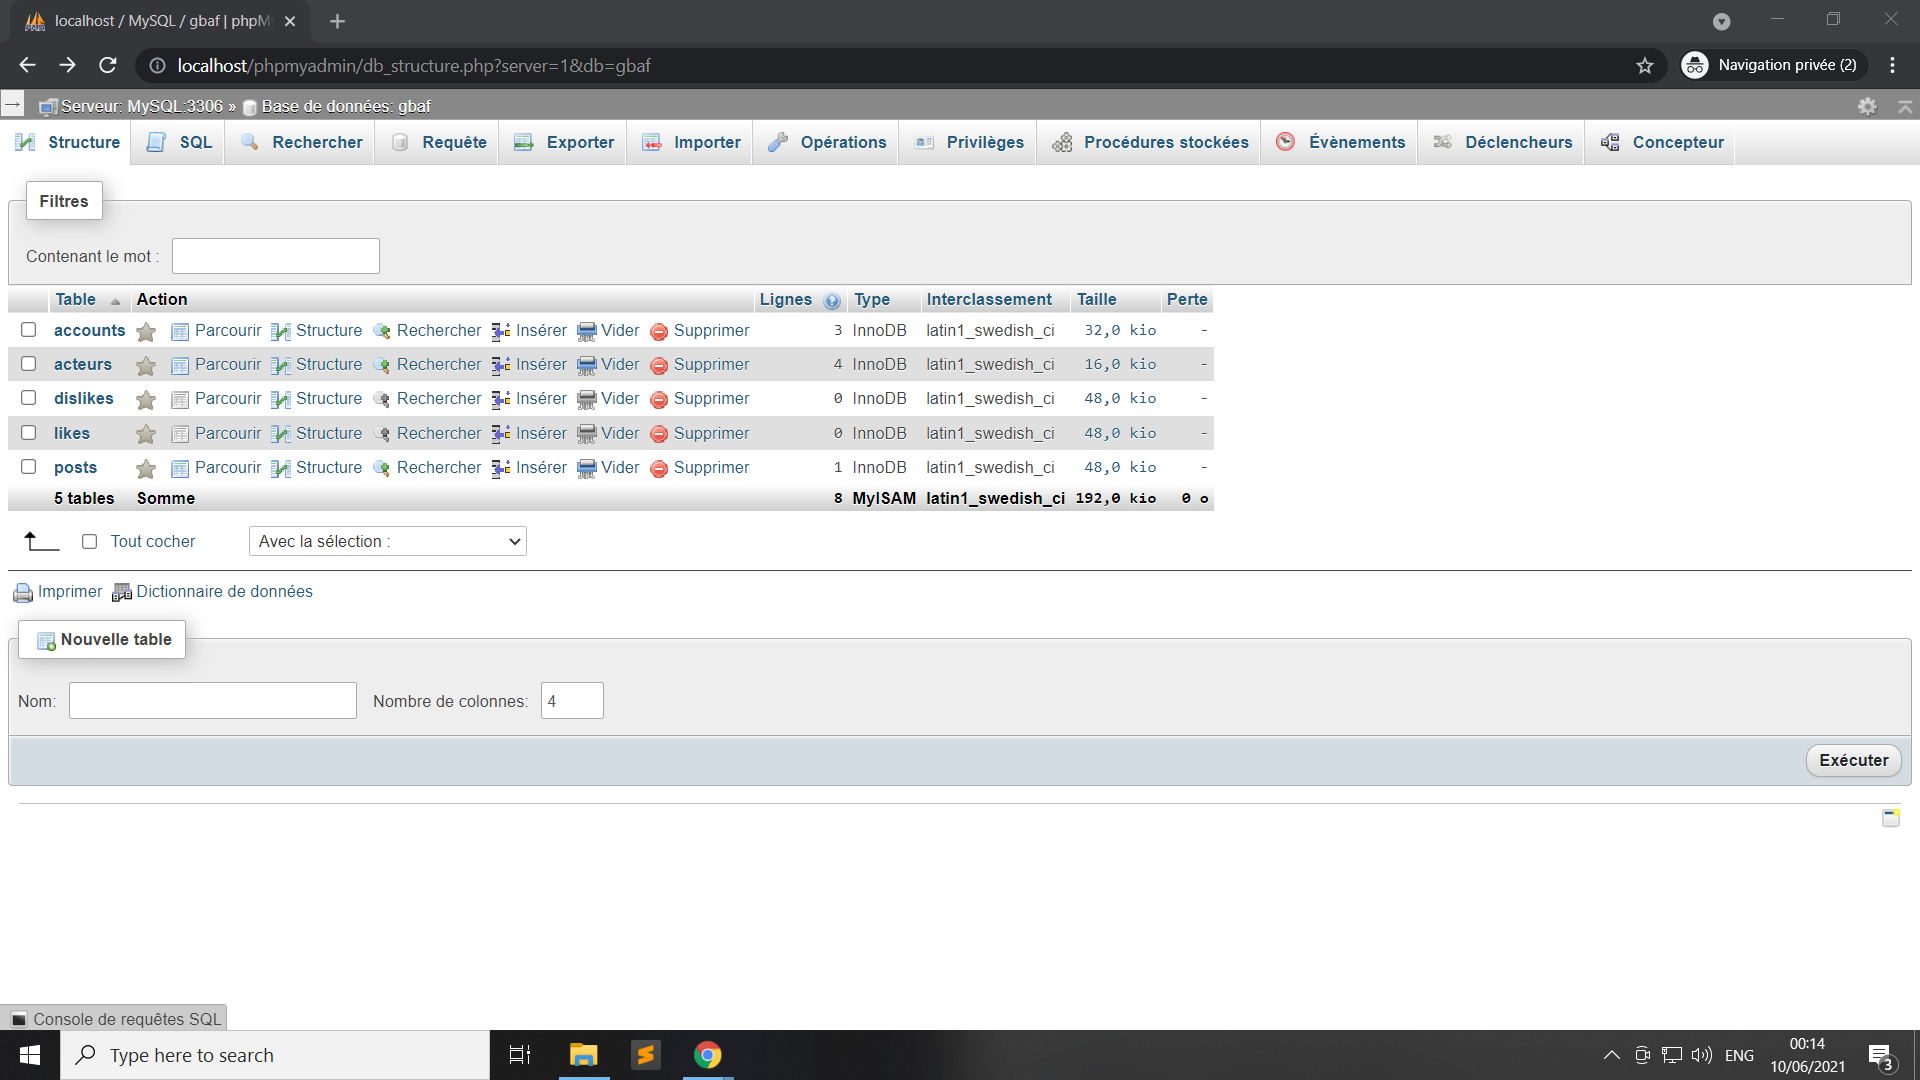 localhost / MySQL / gbaf | phpM
localhost/phpmyadmin/db_structure.php?server=1&db=gbaf
Navigation privée (2)
Serveur: MySQL:3306 » Base de données: gbaf
Structure SQL Rechercher Requête Exporter Importer Opérations Privilèges Procédures stockées Évènements Déclencheurs Concepteur
Filtres
Contenant le mot :
Table Action Lignes Type Interclassement Taille Perte
accounts Parcourir Structure Rechercher Insérer Vider Supprimer 3 InnoDB latin1_swedish_ci 32,0 kio -
acteurs Parcourir Structure Rechercher Insérer Vider Supprimer 4 InnoDB latin1_swedish_ci 16,0 kio -
dislikes Parcourir Structure Rechercher Insérer Vider Supprimer 0 InnoDB latin1_swedish_ci 48,0 kio -
likes Parcourir Structure Rechercher Insérer Vider Supprimer 0 InnoDB latin1_swedish_ci 48,0 kio -
posts Parcourir Structure Rechercher Insérer Vider Supprimer 1 InnoDB latin1_swedish_ci 48,0 kio -
5 tables Somme 8 MyISAM latin1_swedish_ci 192,0 kio 0 o
Tout cocher Avec la sélection :
Imprimer Dictionnaire de données
Nouvelle table
Nom: Nombre de colonnes: 4
Exécuter
Console de requêtes SQL
Type here to search
ENG
00:14
10/06/2021
3